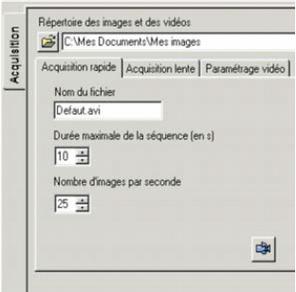 Acquisition
Répertoire des images et des vidéos
C:\Mes Documents\Mes images
Acquisition rapide Acquisition lente Paramétrage vidéo
Nom du fichier
Defaut.avi
Durée maximale de la séquence (en s)
10
Nombre d'images par seconde
25